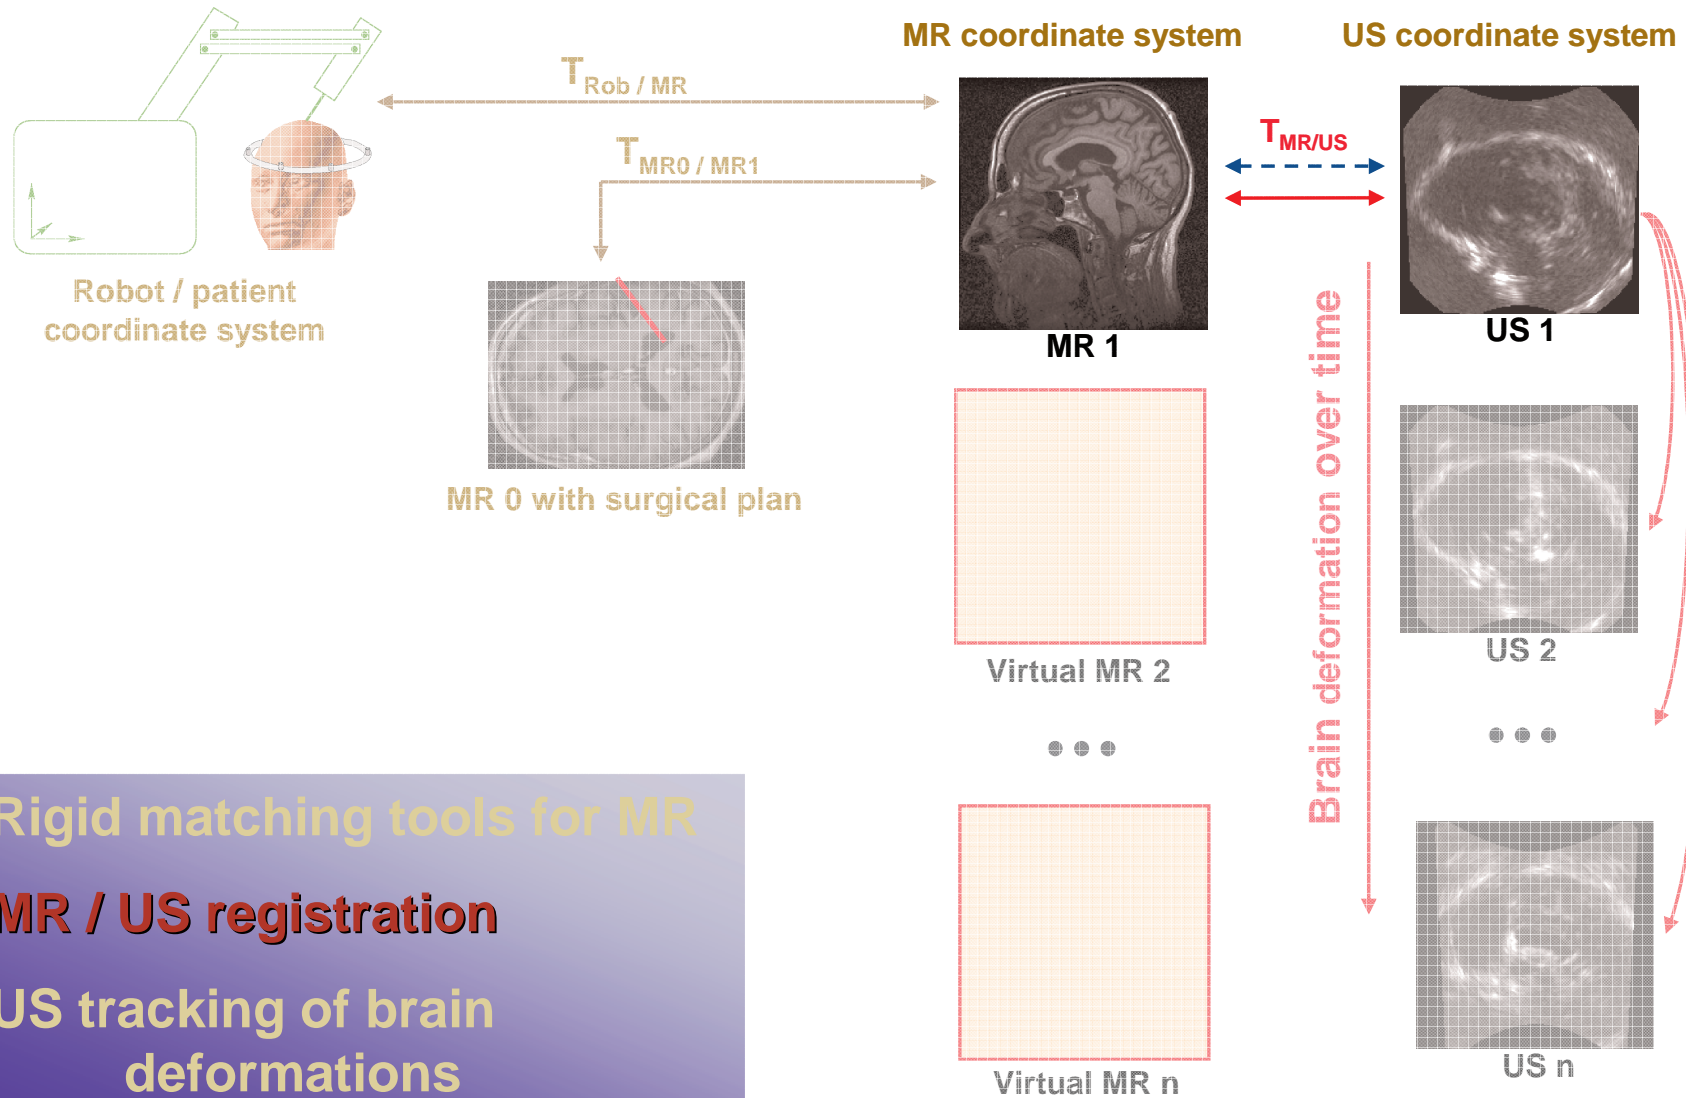 MR coordinate system
US coordinate system
T Rob / MR
T MR0 / MR1
T MR/US
Robot / patient
coordinate system
MR 0 with surgical plan
MR 1
US 1
Brain deformation over time
Virtual MR 2
US 2
•••
•••
Virtual MR n
US n
Rigid matching tools for MR
MR / US registration
US tracking of brain
deformations